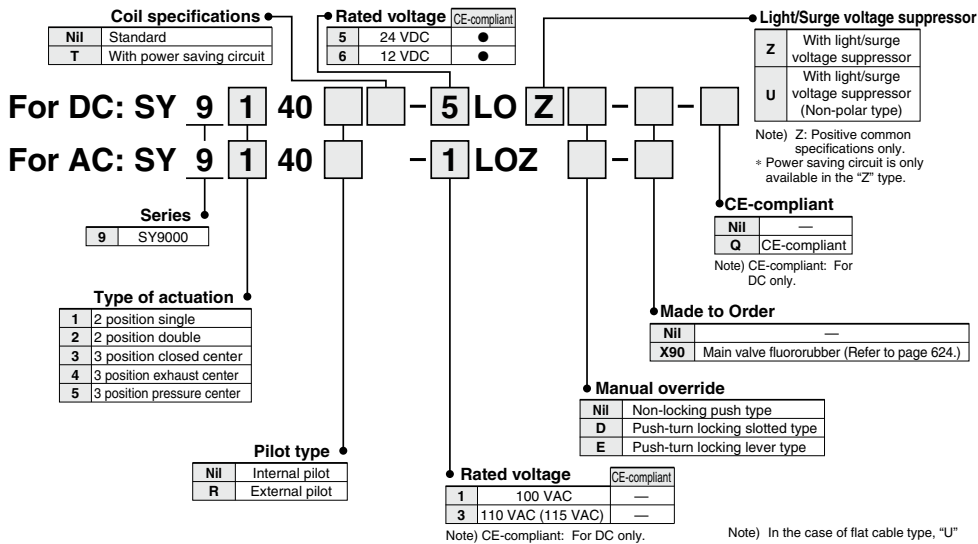 Coil specifications
Nil Standard
T With power saving circuit
Rated voltage CE-compliant
5 24 VDC ●
6 12 VDC ●
Light/Surge voltage suppressor
Z With light/surge
voltage suppressor
U With light/surge
voltage suppressor
(Non-polar type)
Note) Z: Positive common
specifications only.
* Power saving circuit is only
available in the “Z” type.
For DC: SY 9 1 40 – 5 LO Z – –
For AC: SY 9 1 40 – 1 LOZ –
Series
9 SY9000
CE-compliant
Nil —
Q CE-compliant
Note) CE-compliant: For
DC only.
Type of actuation
1 2 position single
2 2 position double
3 3 position closed center
4 3 position exhaust center
5 3 position pressure center
Made to Order
Nil —
X90 Main valve fluororubber (Refer to page 624.)
Manual override
Nil Non-locking push type
D Push-turn locking slotted type
E Push-turn locking lever type
Pilot type
Nil Internal pilot
R External pilot
Rated voltage CE-compliant
1 100 VAC —
3 110 VAC (115 VAC) —
Note) CE-compliant: For DC only.
Note) In the case of flat cable type, “U”